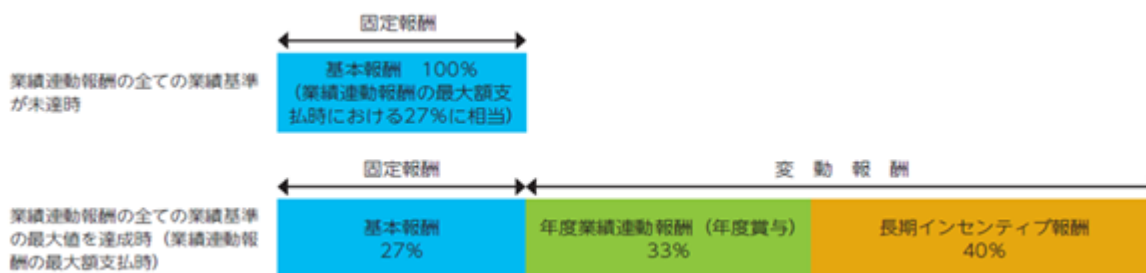 固定報酬
業績連動報酬の全ての業績基準
が未達時
基本報酬　100%
（業績連動報酬の最大額支
払時における27%に相当）
固定報酬
変　動　報　酬
業績連動報酬の全ての業績基準
の最大値を達成時（業績連動報
酬の最大額支払時）
基本報酬
27%
年度業績連動報酬（年度賞与）
33%
長期インセンティブ報酬
40%